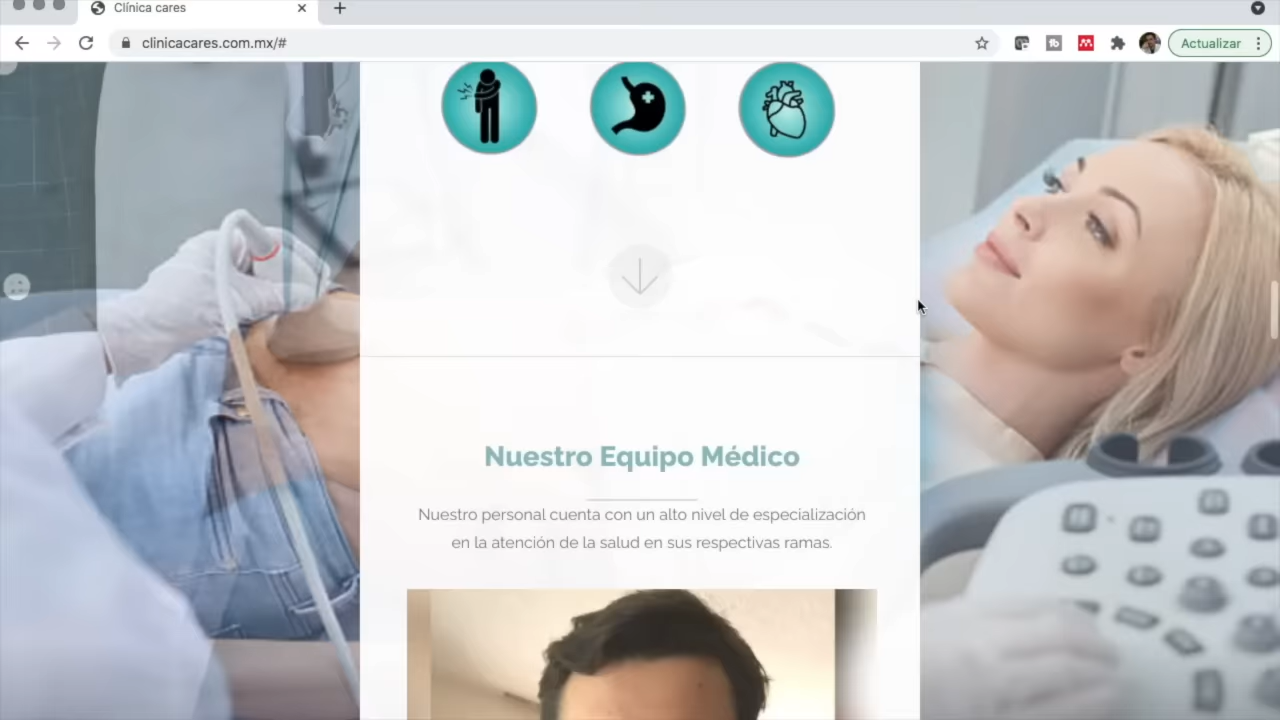 Clínica cares
clinicacares.com.mx/#
Actualizar
Nuestro Equipo Médico
Nuestro personal cuenta con un alto nivel de especialización
en la atención de la salud en sus respectivas ramas.